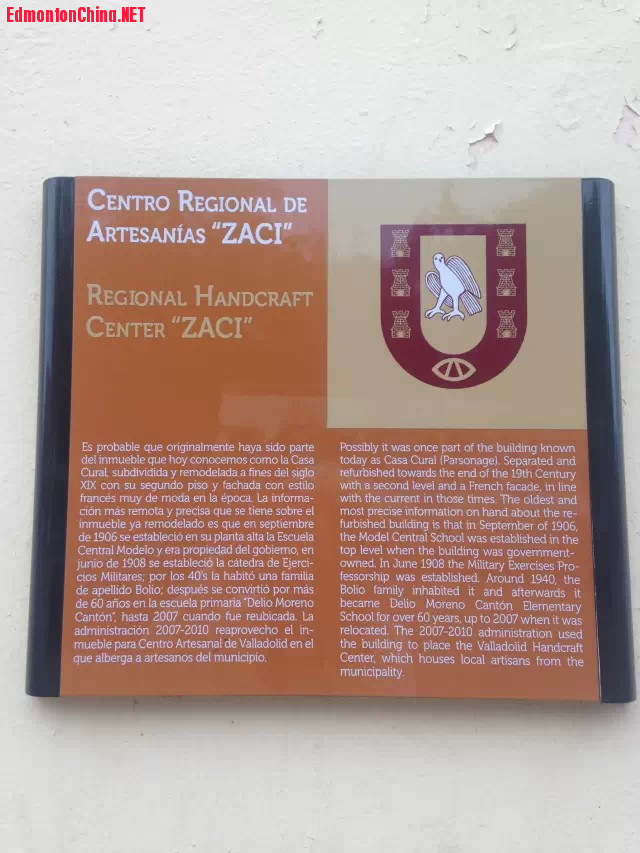 EdmontonChina.NET
CENTRO REGIONAL DE
ARTESANÍAS "ZACI"
REGIONAL HANDCRAFT
CENTER "ZACI"
Es probable que originalmente haya sido parte
del inmueble que hoy conocemos como la Casa
Cural, subdividida y remodelada a fines del siglo
XIX con su segundo piso y fachada con estilo
francés muy de moda en la época. La informa-
ción más remota y precisa que se tiene sobre el
inmueble ya remodelado es que en septiembre
de 1906 se estableció en su planta alta la Escuela
Central Modelo y era propiedad del gobierno, en
junio de 1908 se estableció la cátedra de Ejerci-
cios Militares; por los 40's la habitó una familia
de apellido Bolio; después se convirtió por más
de 60 años en la escuela primaria "Delio Moreno
Cantón", hasta 2007 cuando fue reubicada. La
administración 2007-2010 reaprovecho el in-
mueble para Centro Artesanal de Valladolid en el
que alberga a artesanos del municipio.
Possibly it was once part of the building known
today as Casa Cural (Parsonage). Separated and
refurbished towards the end of the 19th Century
with a second level and a French facade, in line
with the current in those times. The oldest and
most precise information on hand about the re-
furbished building is that in September of 1906,
the Model Central School was established in the
top level when the building was government-
owned. In June 1908 the Military Exercises Pro-
fessorship was established. Around 1940, the
Bolio family inhabited it and afterwards it
became Delio Moreno Cantón Elementary
School for over 60 years, up to 2007 when it was
relocated. The 2007-2010 administration used
the building to place the Valladolid Handcraft
Center, which houses local artisans from the
municipality.